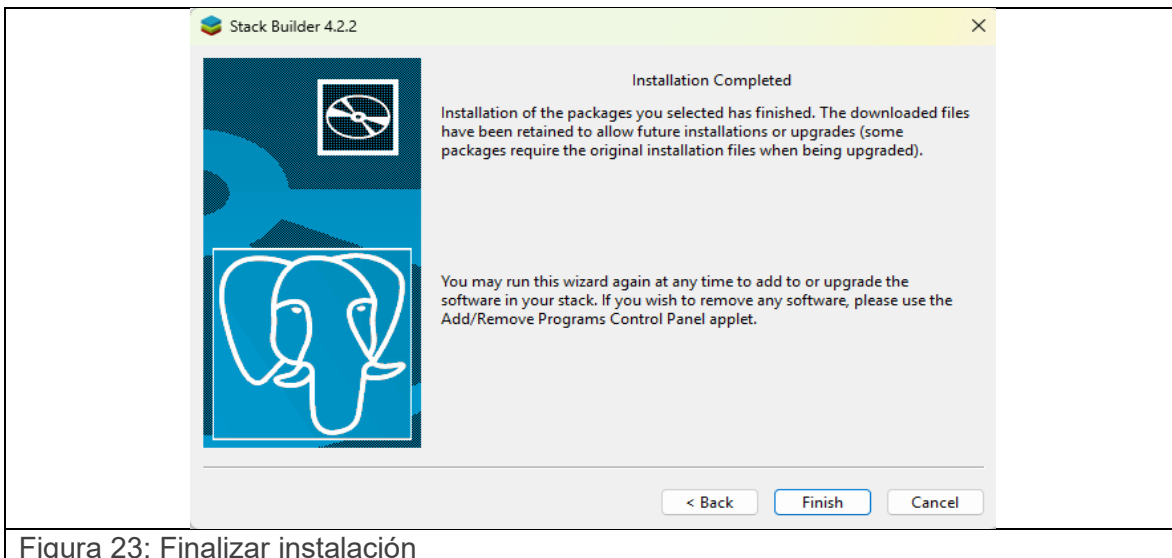 Stack Builder 4.2.2
Installation Completed
Installation of the packages you selected has finished. The downloaded files
have been retained to allow future installations or upgrades (some
packages require the original installation files when being upgraded).
You may run this wizard again at any time to add to or upgrade the
software in your stack. If you wish to remove any software, please use the
Add/Remove Programs Control Panel applet.
< Back Finish Cancel
Figura 23: Finalizar instalación